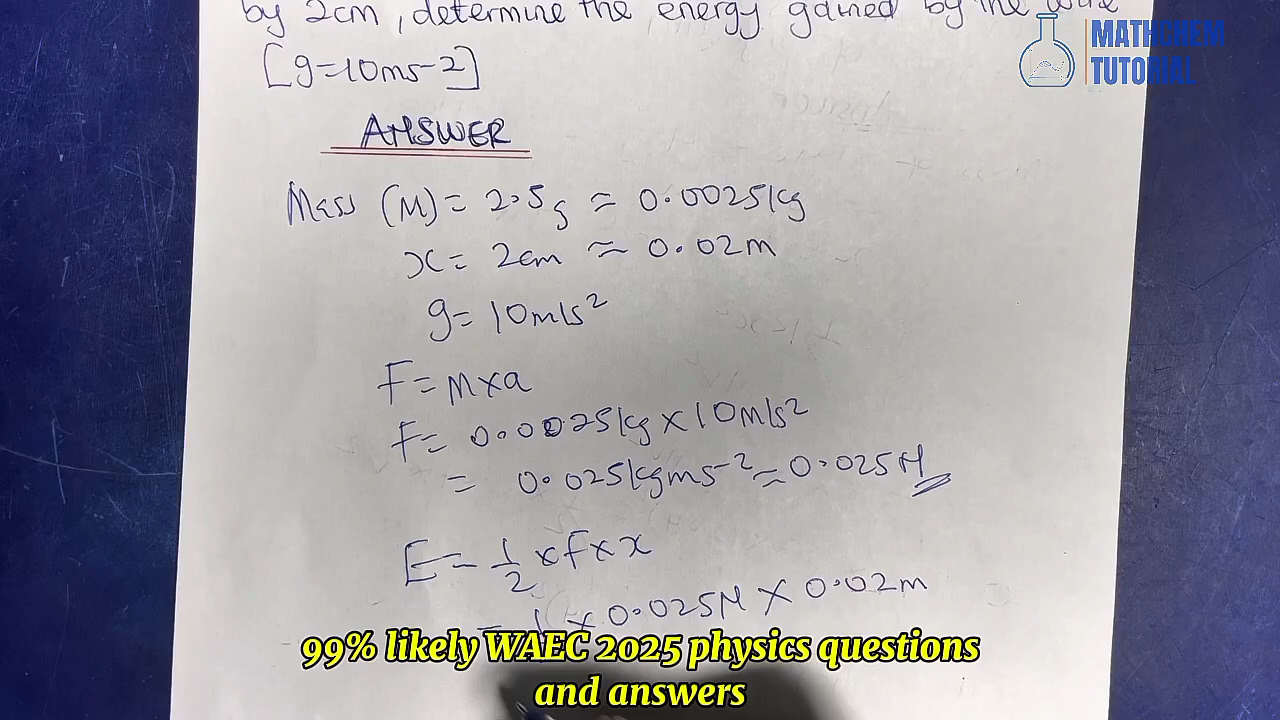 by 2cm, determine the energy gained by the wire
[g=10ms-2]
MATHCHEM
TUTORIAL
ANSWER
Mass (M) = 2.5g ≈ 0.0025kg
x = 2cm ≈ 0.02m
g = 10m/s²
F = M x a
F = 0.0025kg x 10m/s²
= 0.025kgms⁻² ≈ 0.025N
E = 1/2 x F x x
= 1/ x 0.025N x 0.02m
99% likely WAEC 2025 physics questions
and answers